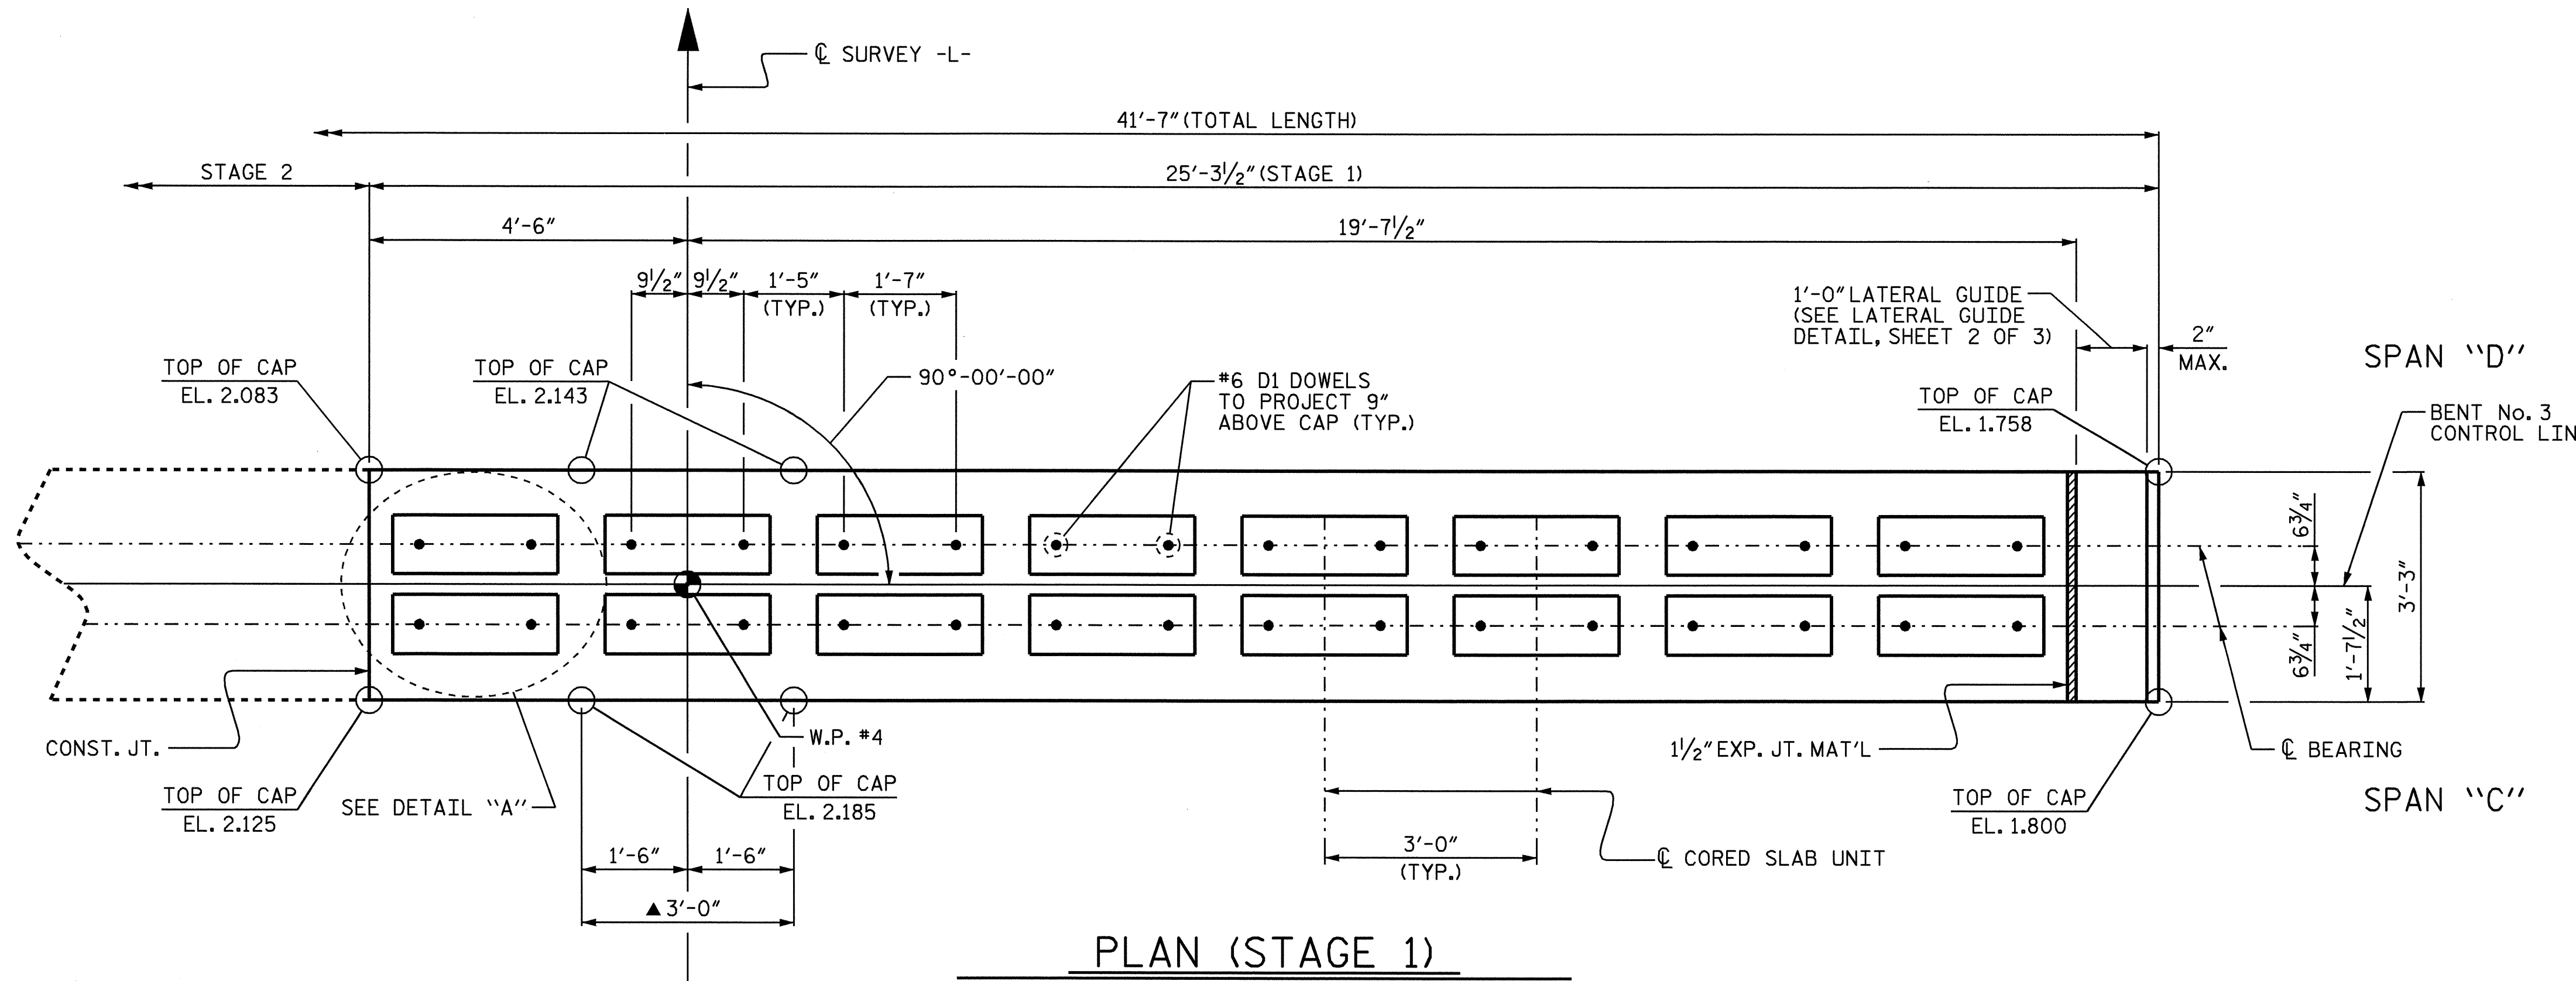 ℄ SURVEY -L-
41'-7" (TOTAL LENGTH)
STAGE 2
25'-3½" (STAGE 1)
4'-6"
19'-7½"
9½"
9½"
1'-5"
(TYP.)
1'-7"
(TYP.)
1'-0" LATERAL GUIDE
(SEE LATERAL GUIDE
DETAIL, SHEET 2 OF 3)
2"
MAX.
SPAN "D"
TOP OF CAP
EL. 2.083
TOP OF CAP
EL. 2.143
90°-00'-00"
#6 D1 DOWELS
TO PROJECT 9"
ABOVE CAP (TYP.)
TOP OF CAP
EL. 1.758
BENT No. 3
CONTROL LIN
6¾"
6¾"
1'-7½"
3'-3"
CONST. JT.
W.P. #4
1½" EXP. JT. MAT'L
℄ BEARING
TOP OF CAP
EL. 2.125
SEE DETAIL "A"
TOP OF CAP
EL. 2.185
TOP OF CAP
EL. 1.800
SPAN "C"
1'-6"
1'-6"
3'-0"
(TYP.)
℄ CORED SLAB UNIT
▲ 3'-0"
PLAN (STAGE 1)